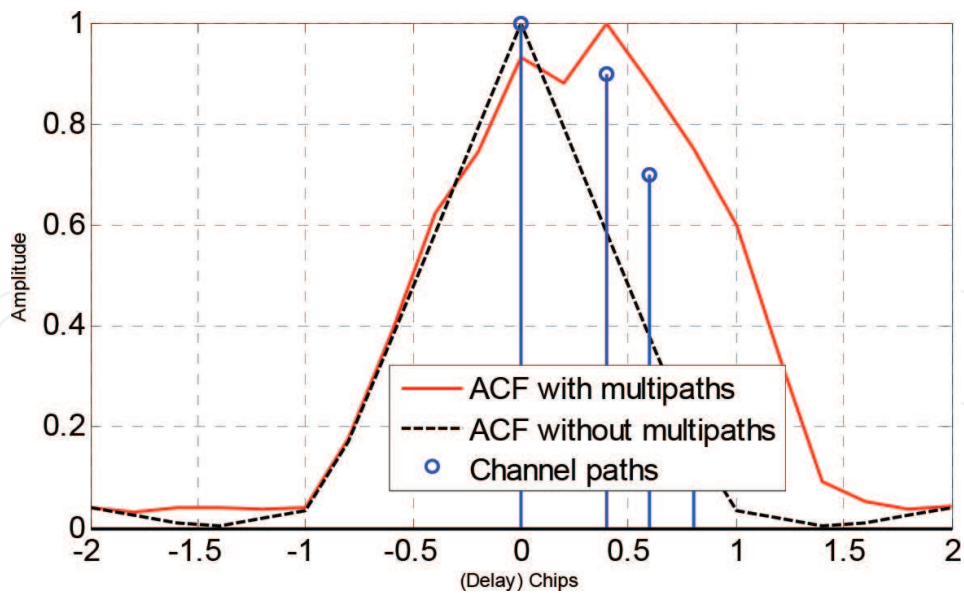 1
0.8
0.6
0.4
0.2
0
Amplitude
ACF with multipaths
ACF without multipaths
Channel paths
-2 -1.5 -1 -0.5 0 0.5 1 1.5 2
(Delay) Chips